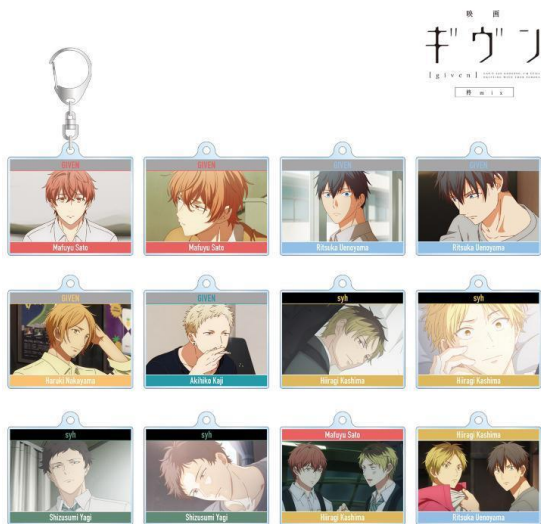 映 画
ギヴン
[given]
柊 mix
GIVEN
Mafuyu Sato
GIVEN
Mafuyu Sato
GIVEN
Ritsuka Uenoyama
GIVEN
Ritsuka Uenoyama
GIVEN
Haruki Nakayama
GIVEN
Akihiko Kaji
syh
Hiiragi Kashima
syh
Hiiragi Kashima
syh
Shizusumi Yagi
syh
Shizusumi Yagi
Mafuyu Sato
Hiiragi Kashima
Hiiragi Kashima
Ritsuka Uenoyama